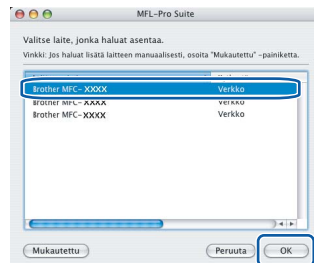 MFL-Pro Suite
Valitse laite, jonka haluat asentaa.
Vinkki: Jos haluat lisätä laitteen manuaalisesti, osoita "Mukautettu" -painiketta.
Brother MFC- XXXX Verkko
Brother MFC- XXXX Verkko
Brother MFC-XXXX Verkko
Mukautettu
Peruuta
OK